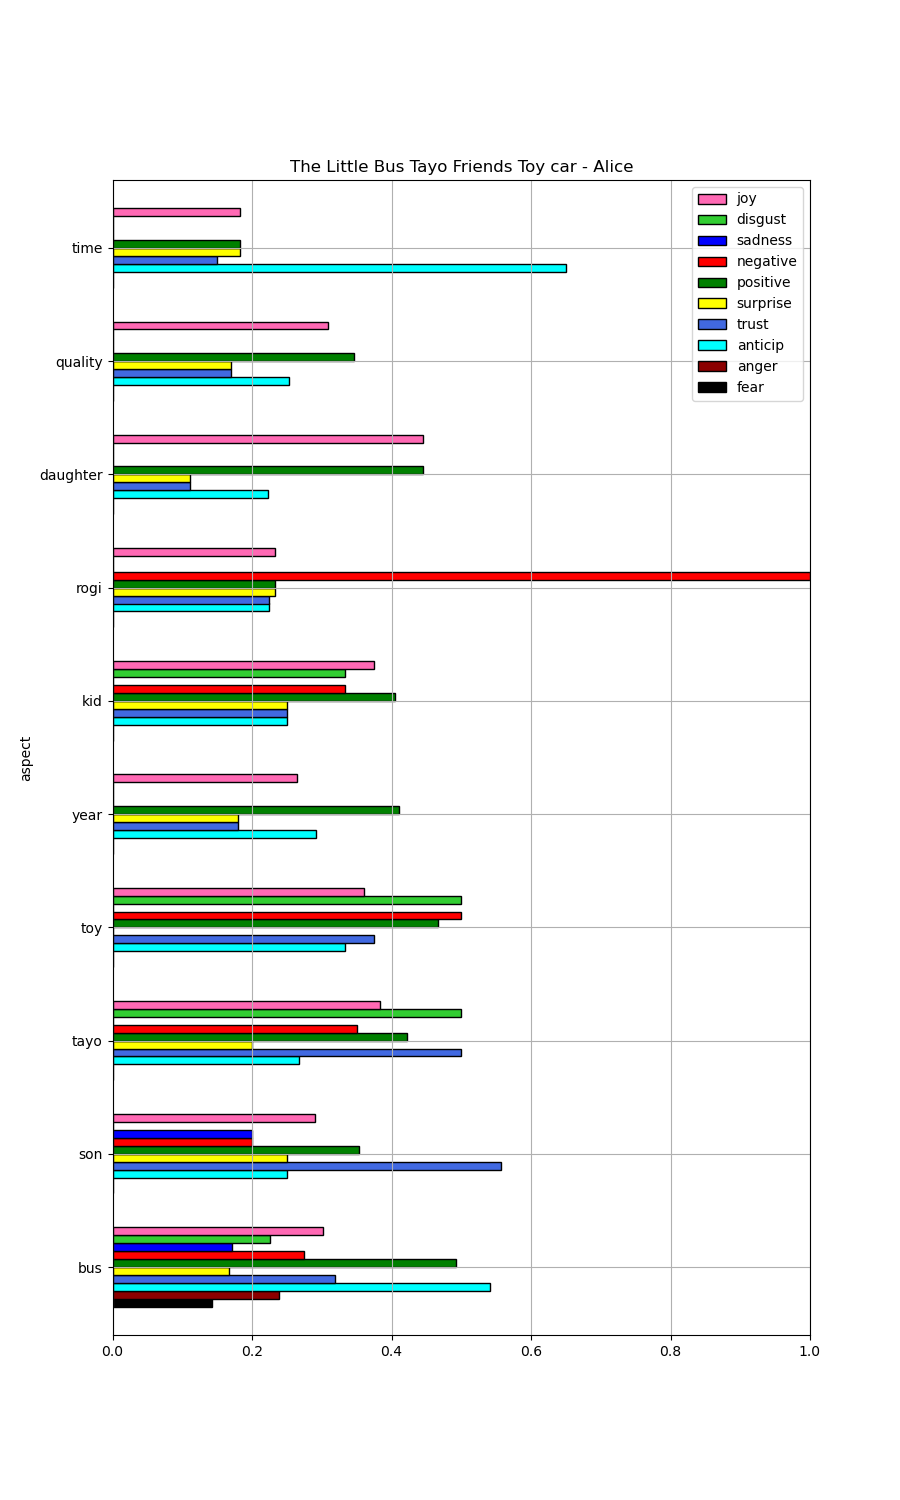 The Little Bus Tayo Friends Toy car - Alice
joy
disgust
sadness
negative
positive
surprise
trust
anticip
anger
fear
time
quality
daughter
rogi
kid
year
toy
tayo
son
bus
aspect
0.0 0.2 0.4 0.6 0.8 1.0